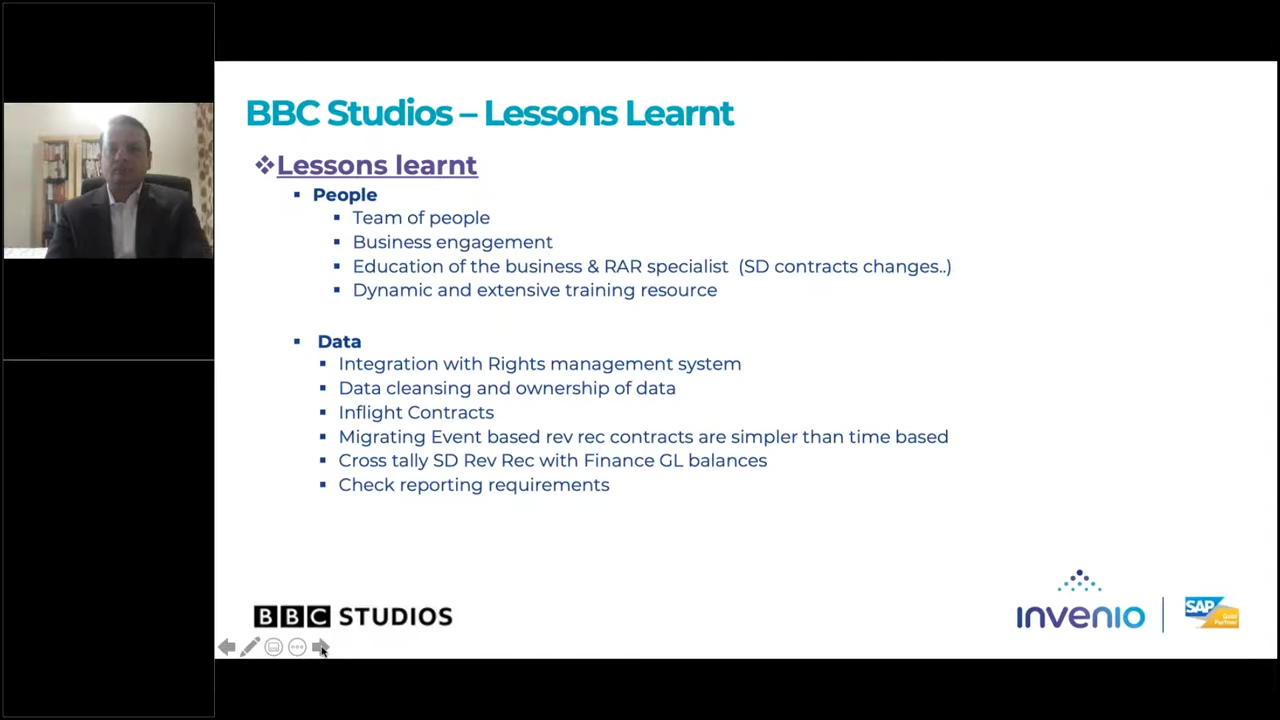 BBC Studios – Lessons Learnt
Lessons learnt
People
Team of people
Business engagement
Education of the business & RAR specialist (SD contracts changes..)
Dynamic and extensive training resource
Data
Integration with Rights management system
Data cleansing and ownership of data
Inflight Contracts
Migrating Event based rev rec contracts are simpler than time based
Cross tally SD Rev Rec with Finance GL balances
Check reporting requirements
BBC STUDIOS
invenio
SAP
Gold
Partner